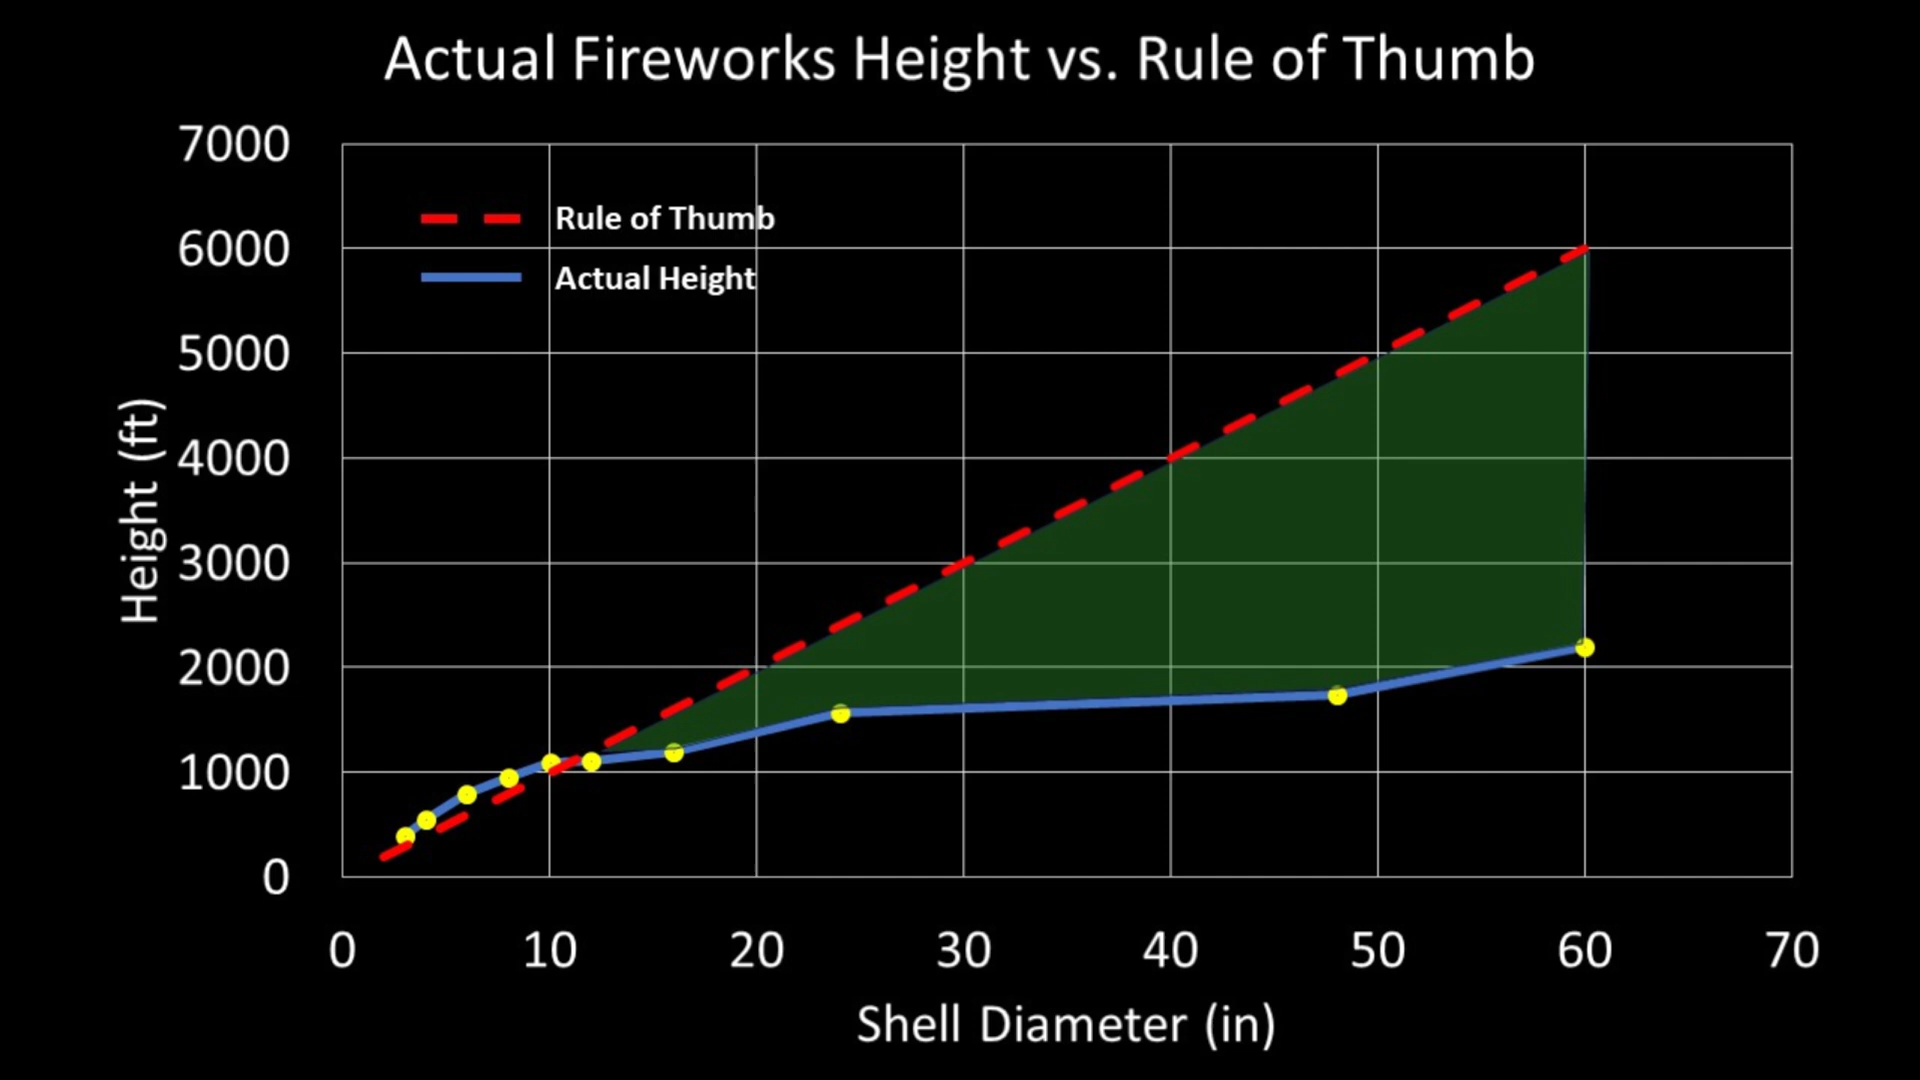 Actual Fireworks Height vs. Rule of Thumb
7000
6000
5000
4000
3000
2000
1000
0
Height (ft)
Rule of Thumb
Actual Height
0 10 20 30 40 50 60 70
Shell Diameter (in)